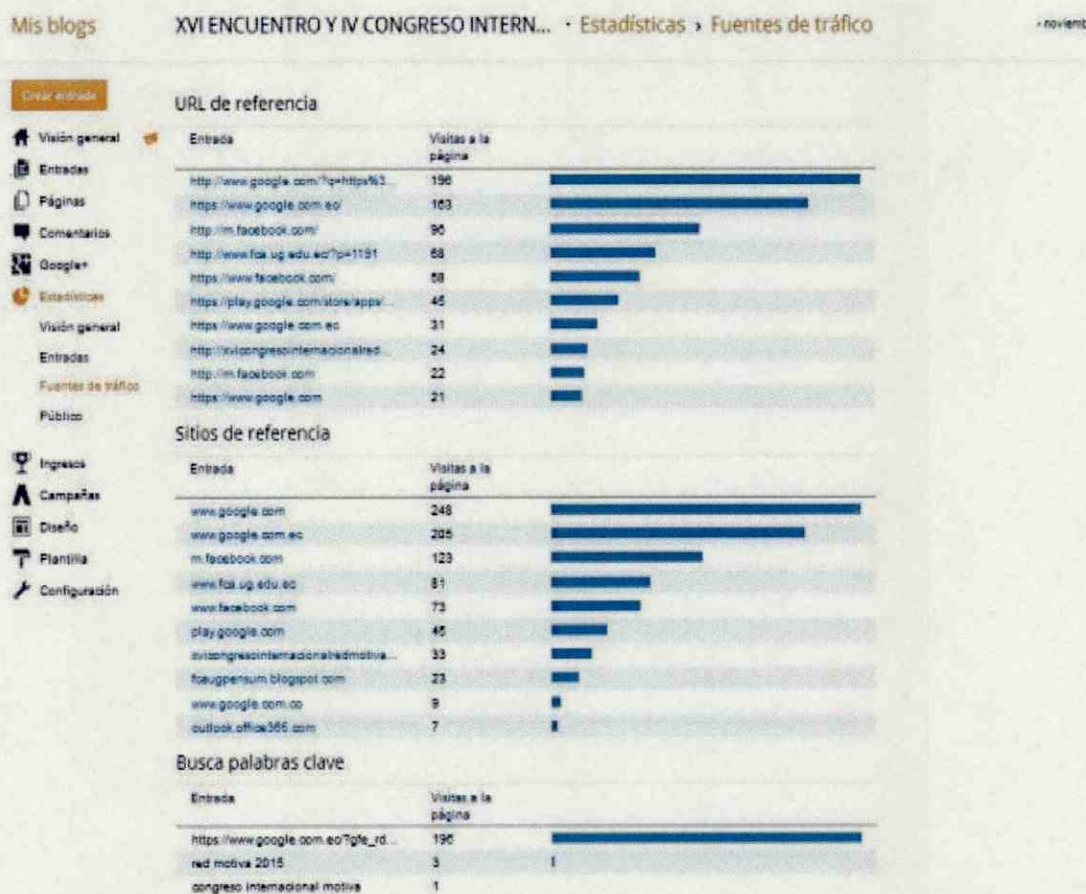 Mis blogs
XVI ENCUENTRO Y IV CONGRESO INTERN... · Estadísticas › Fuentes de tráfico
Crear entrada
Visión general
Entradas
Páginas
Comentarios
Google+
Estadísticas
Visión general
Entradas
Fuentes de tráfico
Público
Ingresos
Campañas
Diseño
Plantilla
Configuración
URL de referencia
Entrada Visitas a la página
http://www.google.com/?q=https%3... 196
https://www.google.com.ec/ 163
http://m.facebook.com/ 96
http://www.fca.ug.edu.ec/?p=1191 68
https://www.facebook.com/ 58
https://play.google.com/store/apps/...
https://www.google.com.ec 31
http://xvicongresointernacionalred... 24
http://m.facebook.com 22
https://www.google.com 21
Sitios de referencia
Entrada Visitas a la página
www.google.com 248
www.google.com.ec 205
m.facebook.com 123
www.fca.ug.edu.ec 81
www.facebook.com 73
play.google.com
xvicongresointernacionalredmotiva... 33
fcaugpensum.blogspot.com 23
www.google.com.co 9
outlook.office365.com 7
Busca palabras clave
Entrada Visitas a la página
https://www.google.com.ec/?gfe_rd... 196
red motiva 2015 3
congreso internacional motiva 1